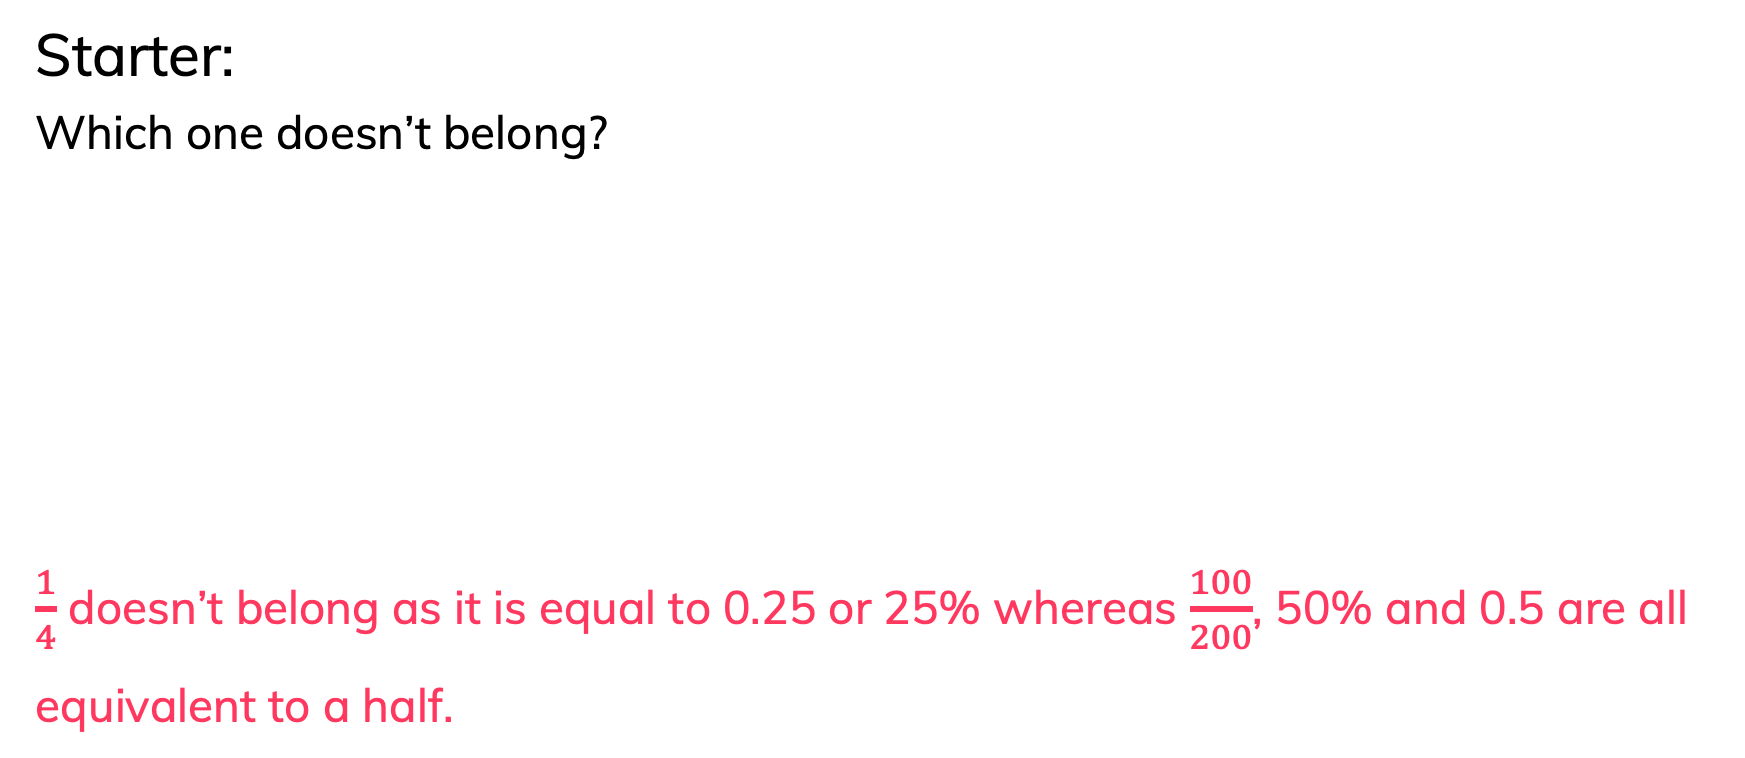 Starter:
Which one doesn’t belong?
1/4 doesn’t belong as it is equal to 0.25 or 25% whereas 100/200, 50% and 0.5 are all
equivalent to a half.